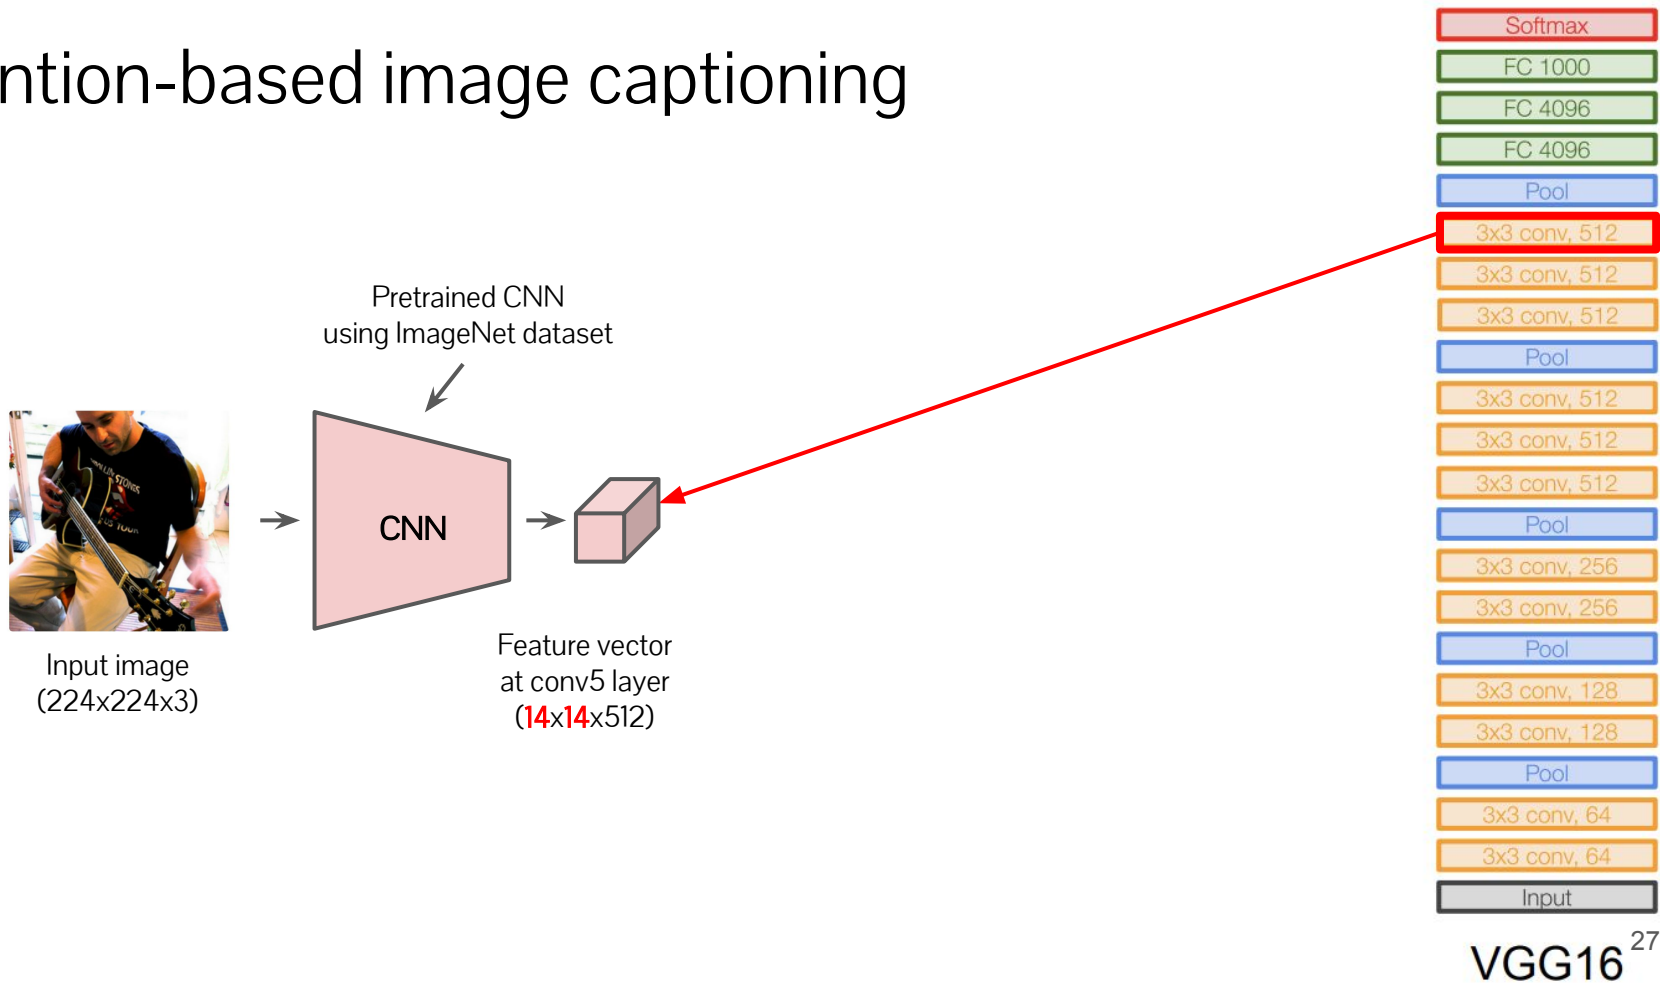 ntion-based image captioning
Pretrained CNN
using ImageNet dataset
CNN
Input image
(224x224x3)
Feature vector
at conv5 layer
(14x14x512)
Softmax
FC 1000
FC 4096
FC 4096
Pool
3x3 conv, 512
3x3 conv, 512
3x3 conv, 512
Pool
3x3 conv, 512
3x3 conv, 512
3x3 conv, 512
Pool
3x3 conv, 256
3x3 conv, 256
Pool
3x3 conv, 128
3x3 conv, 128
Pool
3x3 conv, 64
3x3 conv, 64
Input
VGG16
27